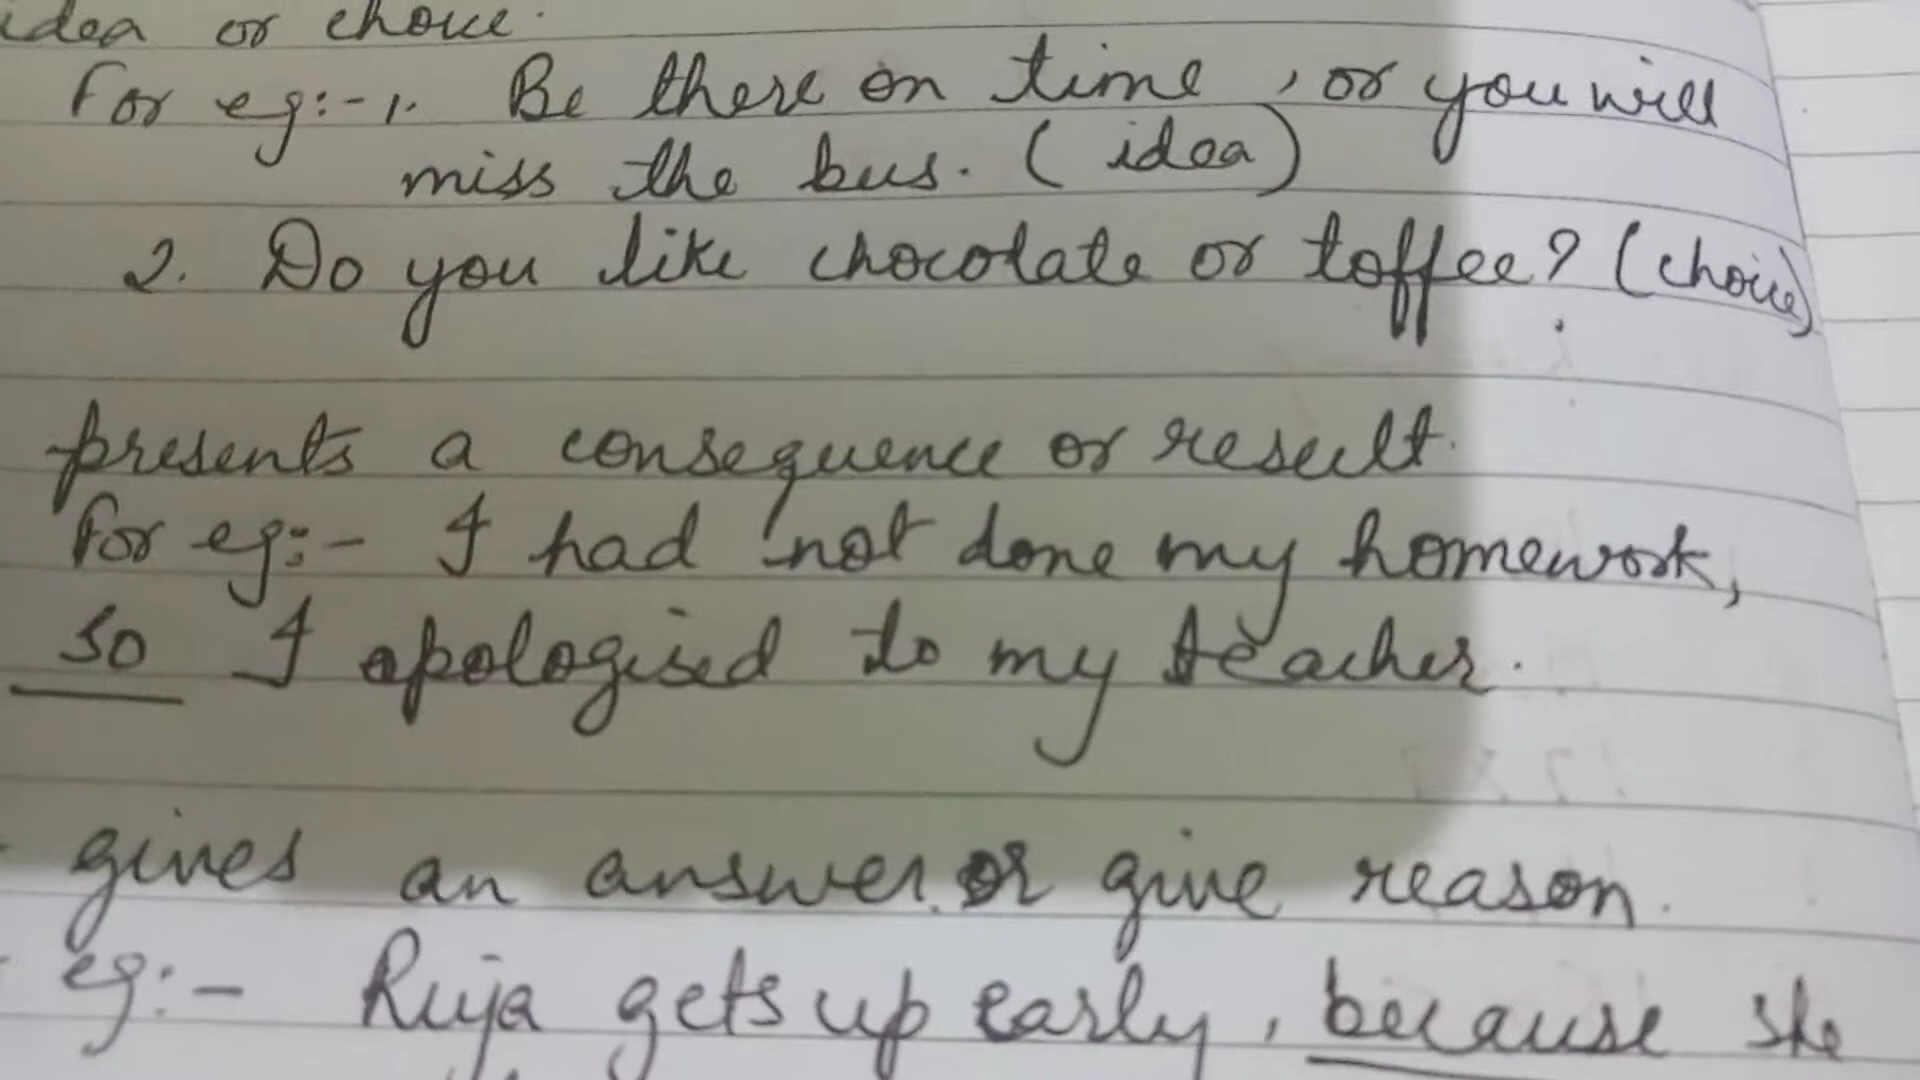 idea or choice.
For eg:- 1. Be there on time, or you will
miss the bus. (idea)
2. Do you like chocolate or toffee? (choice)
presents a consequence or result.
For eg:- I had not done my homework,
so I apologised to my teacher.
gives an answer or give reason.
eg:- Ruja gets up early, because she